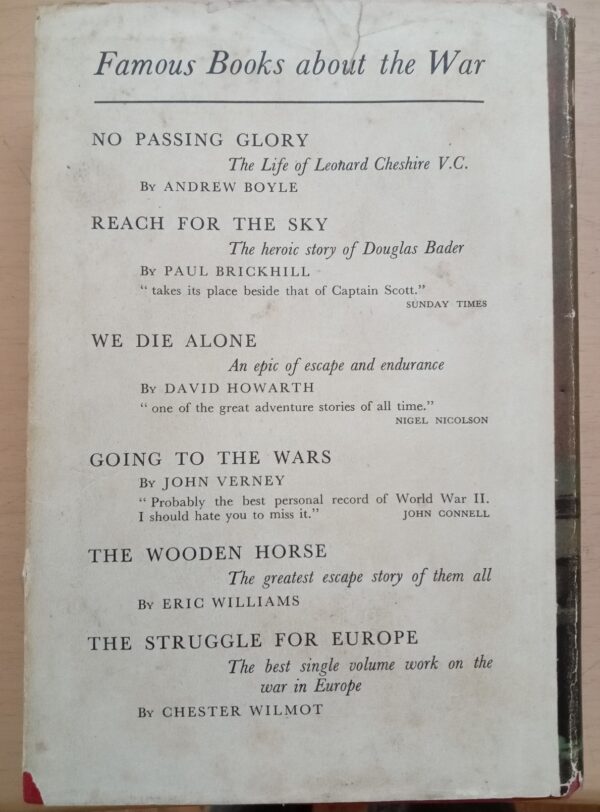 Famous Books about the War
NO PASSING GLORY
The Life of Leonard Cheshire V.C.
By ANDREW BOYLE
REACH FOR THE SKY
The heroic story of Douglas Bader
By PAUL BRICKHILL
“ takes its place beside that of Captain Scott.”
SUNDAY TIMES
WE DIE ALONE
An epic of escape and endurance
By DAVID HOWARTH
“ one of the great adventure stories of all time.”
NIGEL NICOLSON
GOING TO THE WARS
By JOHN VERNEY
“ Probably the best personal record of World War II.
I should hate you to miss it.” JOHN CONNELL
THE WOODEN HORSE
The greatest escape story of them all
By ERIC WILLIAMS
THE STRUGGLE FOR EUROPE
The best single volume work on the
war in Europe
By CHESTER WILMOT